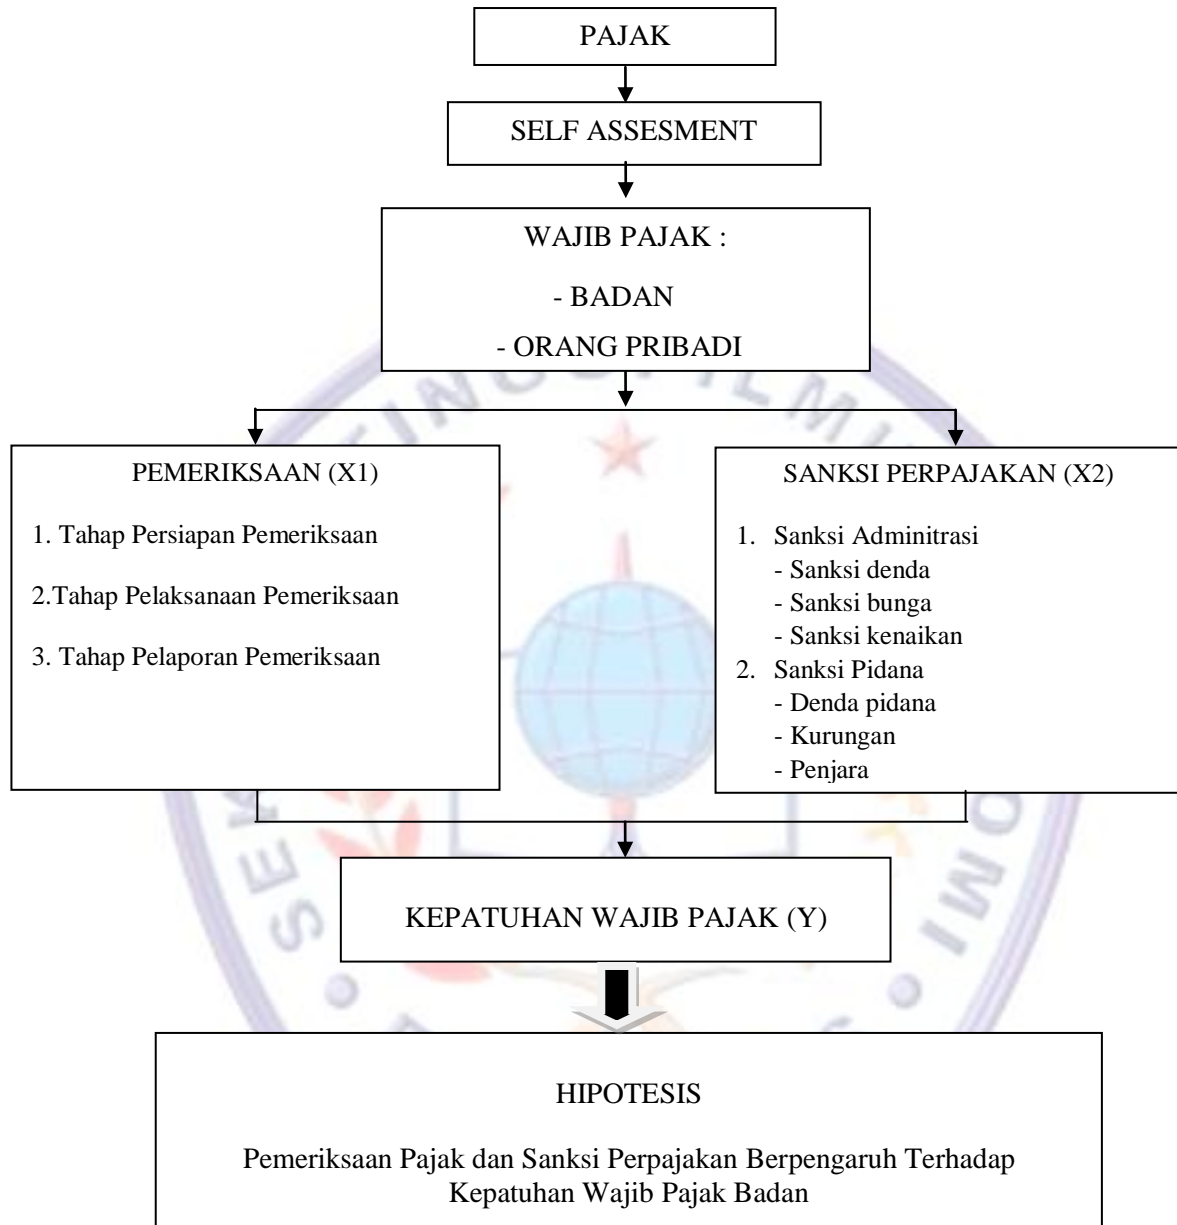 PAJAK
SELF ASSESMENT
WAJIB PAJAK :
- BADAN
- ORANG PRIBADI
PEMERIKSAAN (X1)
1. Tahap Persiapan Pemeriksaan
2.Tahap Pelaksanaan Pemeriksaan
3. Tahap Pelaporan Pemeriksaan
SANKSI PERPAJAKAN (X2)
1. Sanksi Adminitrasi
- Sanksi denda
- Sanksi bunga
- Sanksi kenaikan
2. Sanksi Pidana
- Denda pidana
- Kurungan
- Penjara
KEPATUHAN WAJIB PAJAK (Y)
HIPOTESIS
Pemeriksaan Pajak dan Sanksi Perpajakan Berpengaruh Terhadap
Kepatuhan Wajib Pajak Badan